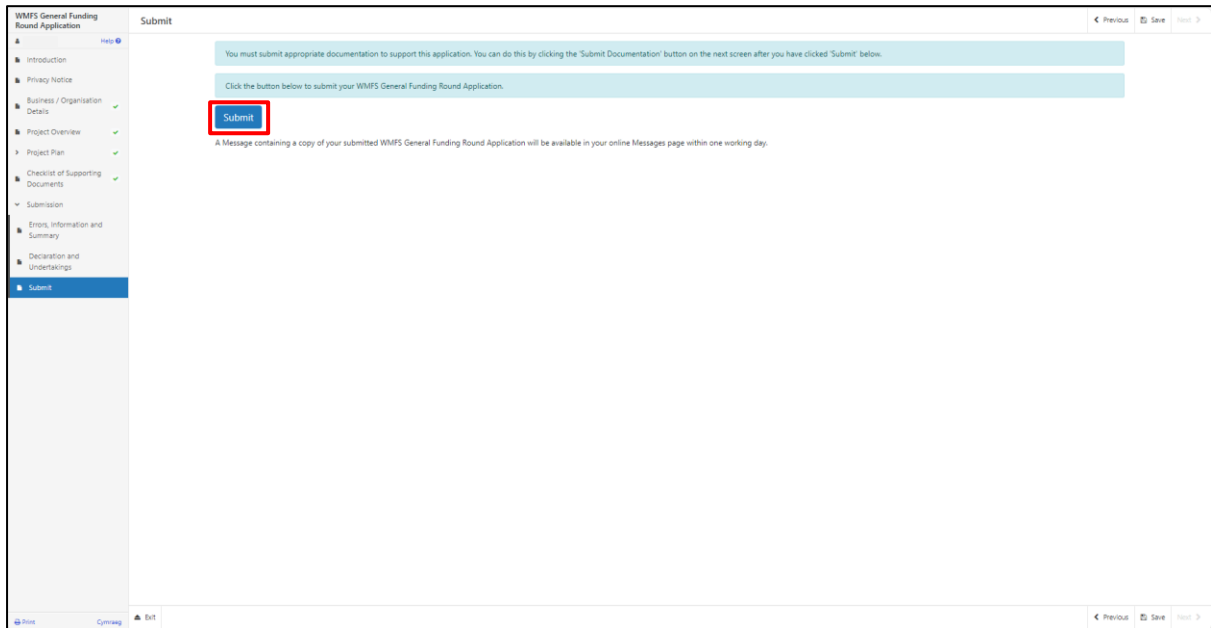 WMFS General Funding
Round Application
Help
Introduction
Privacy Notice
Business / Organisation
Details
Project Overview
Project Plan
Checklist of Supporting
Documents
Submission
Errors, Information and
Summary
Declaration and
Undertakings
Submit
Print
Cymraeg
Submit
Previous
Save
Next
You must submit appropriate documentation to support this application. You can do this by clicking the 'Submit Documentation' button on the next screen after you have clicked 'Submit' below.
Click the button below to submit your WMFS General Funding Round Application.
Submit
A Message containing a copy of your submitted WMFS General Funding Round Application will be available in your online Messages page within one working day.
Exit
Previous
Save
Next